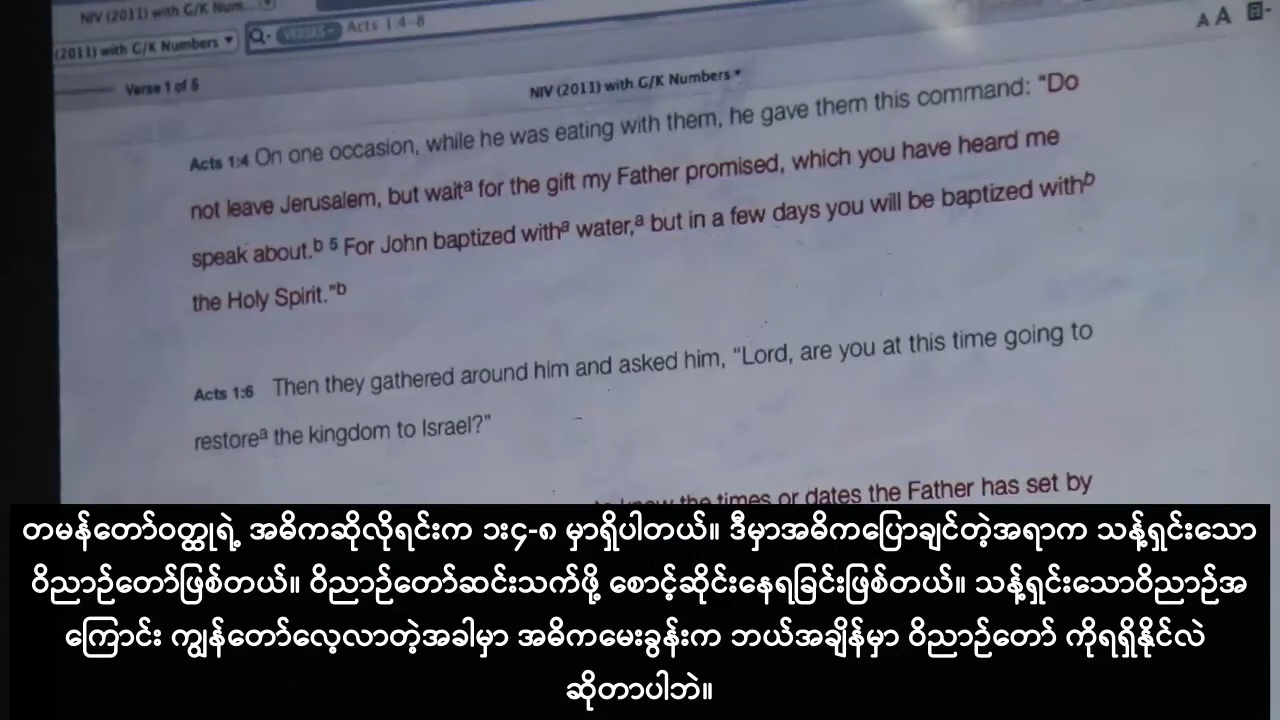 NIV (2011) with G/K Num...
(2011) with G/K Numbers
VERSES Acts 1:4-8
A A
Verse 1 of 5
NIV (2011) with G/K Numbers
Acts 1:4 On one occasion, while he was eating with them, he gave them this command: “Do
not leave Jerusalem, but waitᵃ for the gift my Father promised, which you have heard me
speak about.ᵇ ⁵ For John baptized withᵃ water,ᵃ but in a few days you will be baptized withᵇ
the Holy Spirit.”ᵇ
Acts 1:6 Then they gathered around him and asked him, “Lord, are you at this time going to
restoreᵃ the kingdom to Israel?”
the times or dates the Father has set by
တမန်တော်ဝတ္ထုရဲ့ အဓိကဆိုလိုရင်းက ၁း၄-၈ မှာရှိပါတယ်။ ဒီမှာအဓိကပြောချင်တဲ့အရာက သန့်ရှင်းသော
ဝိညာဉ်တော်ဖြစ်တယ်။ ဝိညာဉ်တော်ဆင်းသက်ဖို့ စောင့်ဆိုင်းနေရခြင်းဖြစ်တယ်။ သန့်ရှင်းသောဝိညာဉ်အ
ကြောင်း ကျွန်တော်လေ့လာတဲ့အခါမှာ အဓိကမေးခွန်းက ဘယ်အချိန်မှာ ဝိညာဉ်တော် ကိုရရှိနိုင်လဲ
ဆိုတာပါဘဲ။